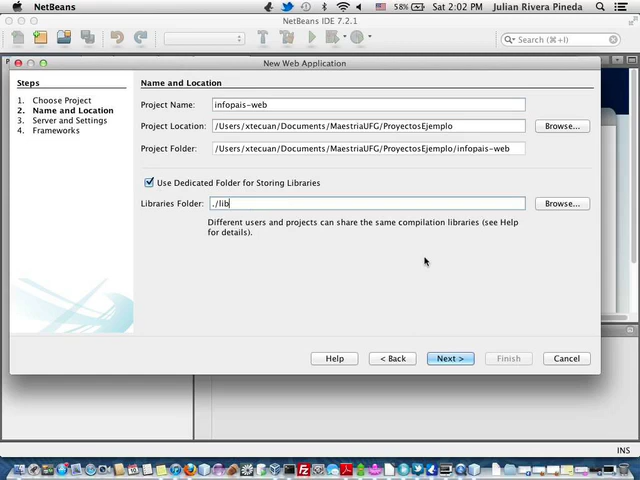 NetBeans
58%
Sat 2:02 PM
Julian Rivera Pineda
NetBeans IDE 7.2.1
Search (⌘+I)
New Web Application
Steps
1. Choose Project
2. Name and Location
3. Server and Settings
4. Frameworks
Name and Location
Project Name: infopais-web
Project Location: /Users/xtecuan/Documents/MaestriaUFG/ProyectosEjemplo Browse...
Project Folder: /Users/xtecuan/Documents/MaestriaUFG/ProyectosEjemplo/infopais-web
Use Dedicated Folder for Storing Libraries
Libraries Folder: ./lib Browse...
Different users and projects can share the same compilation libraries (see Help
for details).
Help < Back Next > Finish Cancel
INS